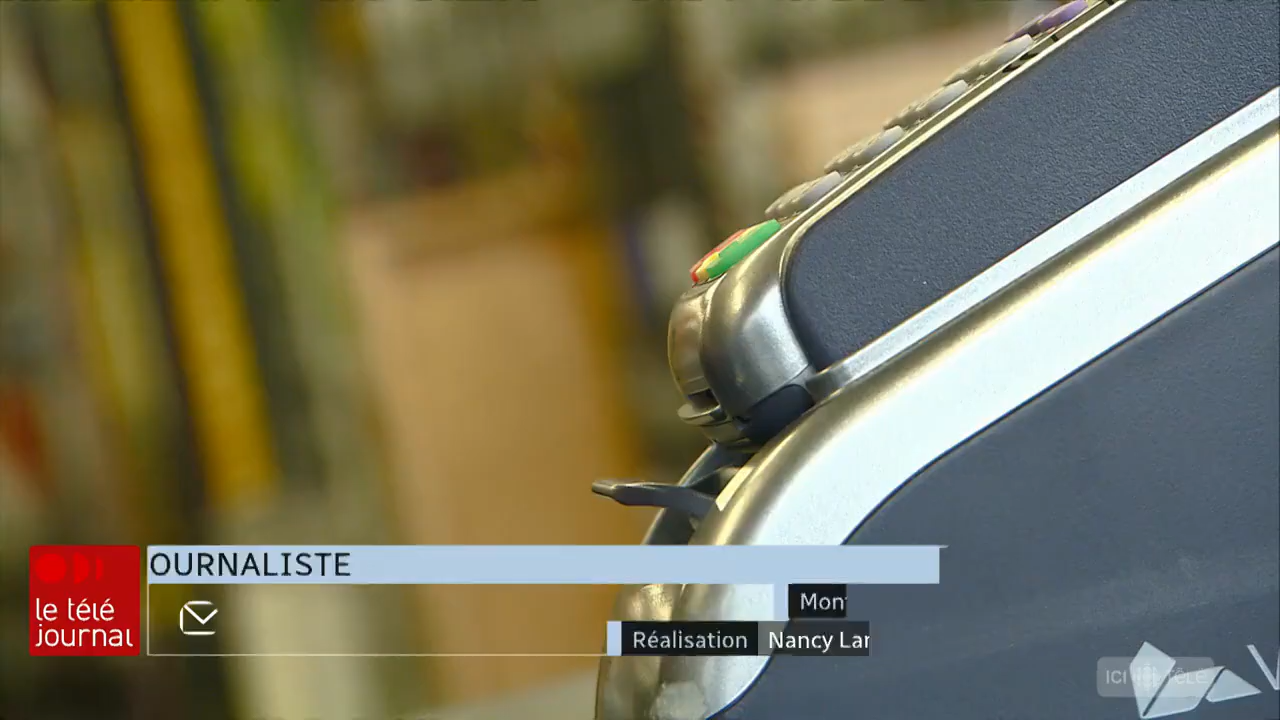 OURNALISTE
le télé
journal
Mon
Réalisation Nancy Lar
ICI TÉLÉ